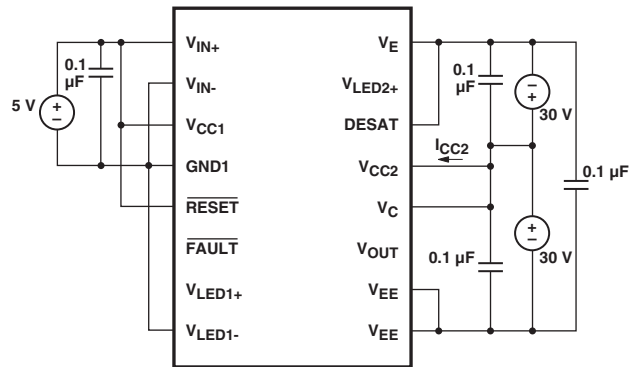 V_IN+
V_IN-
V_CC1
GND1
RESET
FAULT
V_LED1+
V_LED1-
V_E
V_LED2+
DESAT
V_CC2
V_C
V_OUT
V_EE
V_EE
0.1
µF
5 V
+
−
0.1
µF
−
+
30 V
I_CC2
0.1 µF
+
−
30 V
0.1 µF